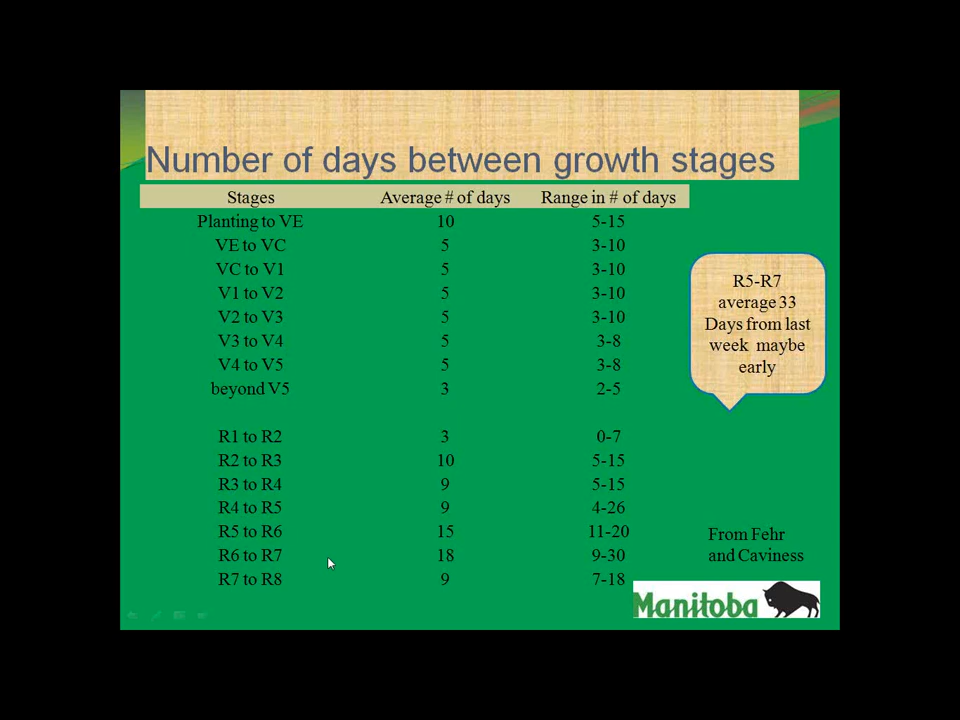 Number of days between growth stages
Stages Average # of days Range in # of days
Planting to VE 10 5-15
VE to VC 5 3-10
VC to V1 5 3-10
V1 to V2 5 3-10
V2 to V3 5 3-10
V3 to V4 5 3-8
V4 to V5 5 3-8
beyond V5 3 2-5
R1 to R2 3 0-7
R2 to R3 10 5-15
R3 to R4 9 5-15
R4 to R5 9 4-26
R5 to R6 15 11-20
R6 to R7 18 9-30
R7 to R8 9 7-18
R5-R7
average 33
Days from last
week maybe
early
From Fehr
and Caviness
Manitoba